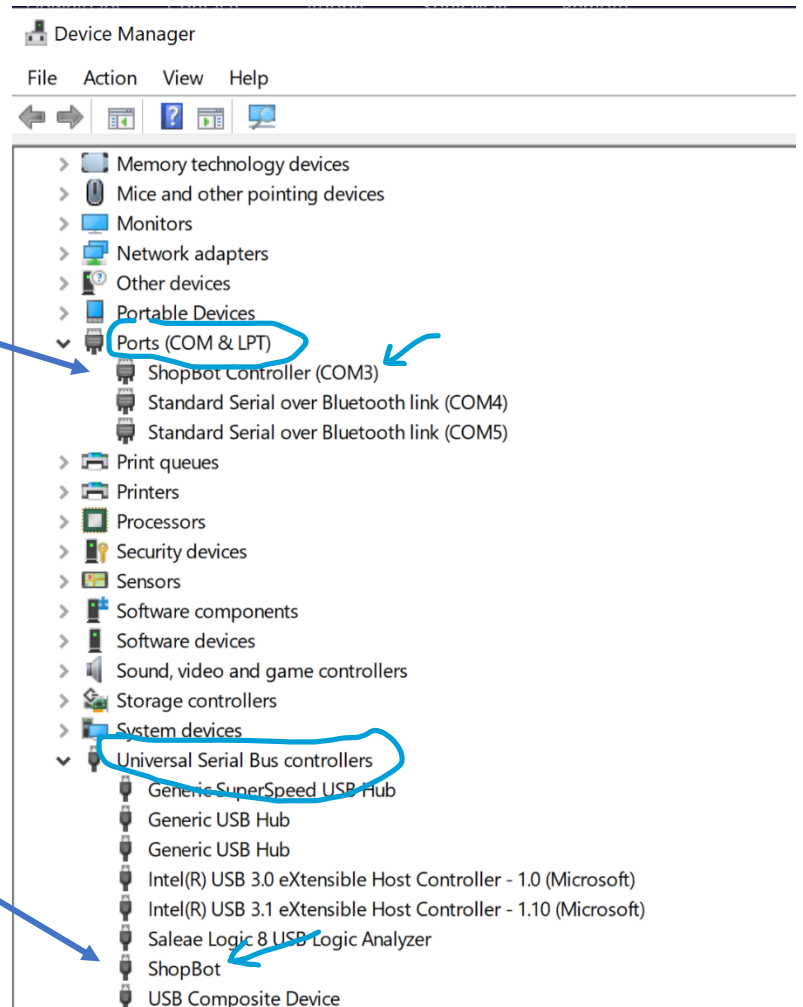 Device Manager
File Action View Help
Memory technology devices
Mice and other pointing devices
Monitors
Network adapters
Other devices
Portable Devices
Ports (COM & LPT)
ShopBot Controller (COM3)
Standard Serial over Bluetooth link (COM4)
Standard Serial over Bluetooth link (COM5)
Print queues
Printers
Processors
Security devices
Sensors
Software components
Software devices
Sound, video and game controllers
Storage controllers
System devices
Universal Serial Bus controllers
Generic SuperSpeed USB Hub
Generic USB Hub
Generic USB Hub
Intel(R) USB 3.0 eXtensible Host Controller - 1.0 (Microsoft)
Intel(R) USB 3.1 eXtensible Host Controller - 1.10 (Microsoft)
Saleae Logic 8 USB Logic Analyzer
ShopBot
USB Composite Device